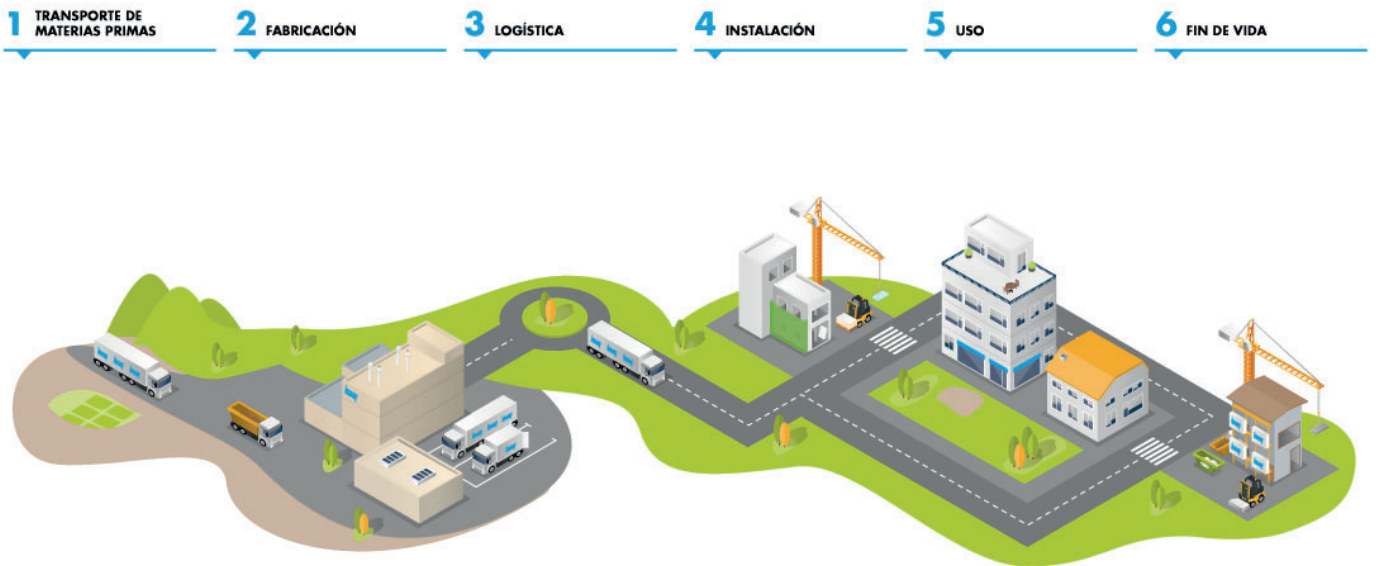 1 TRANSPORTE DE
MATERIAS PRIMAS
2 FABRICACIÓN
3 LOGÍSTICA
4 INSTALACIÓN
5 USO
6 FIN DE VIDA